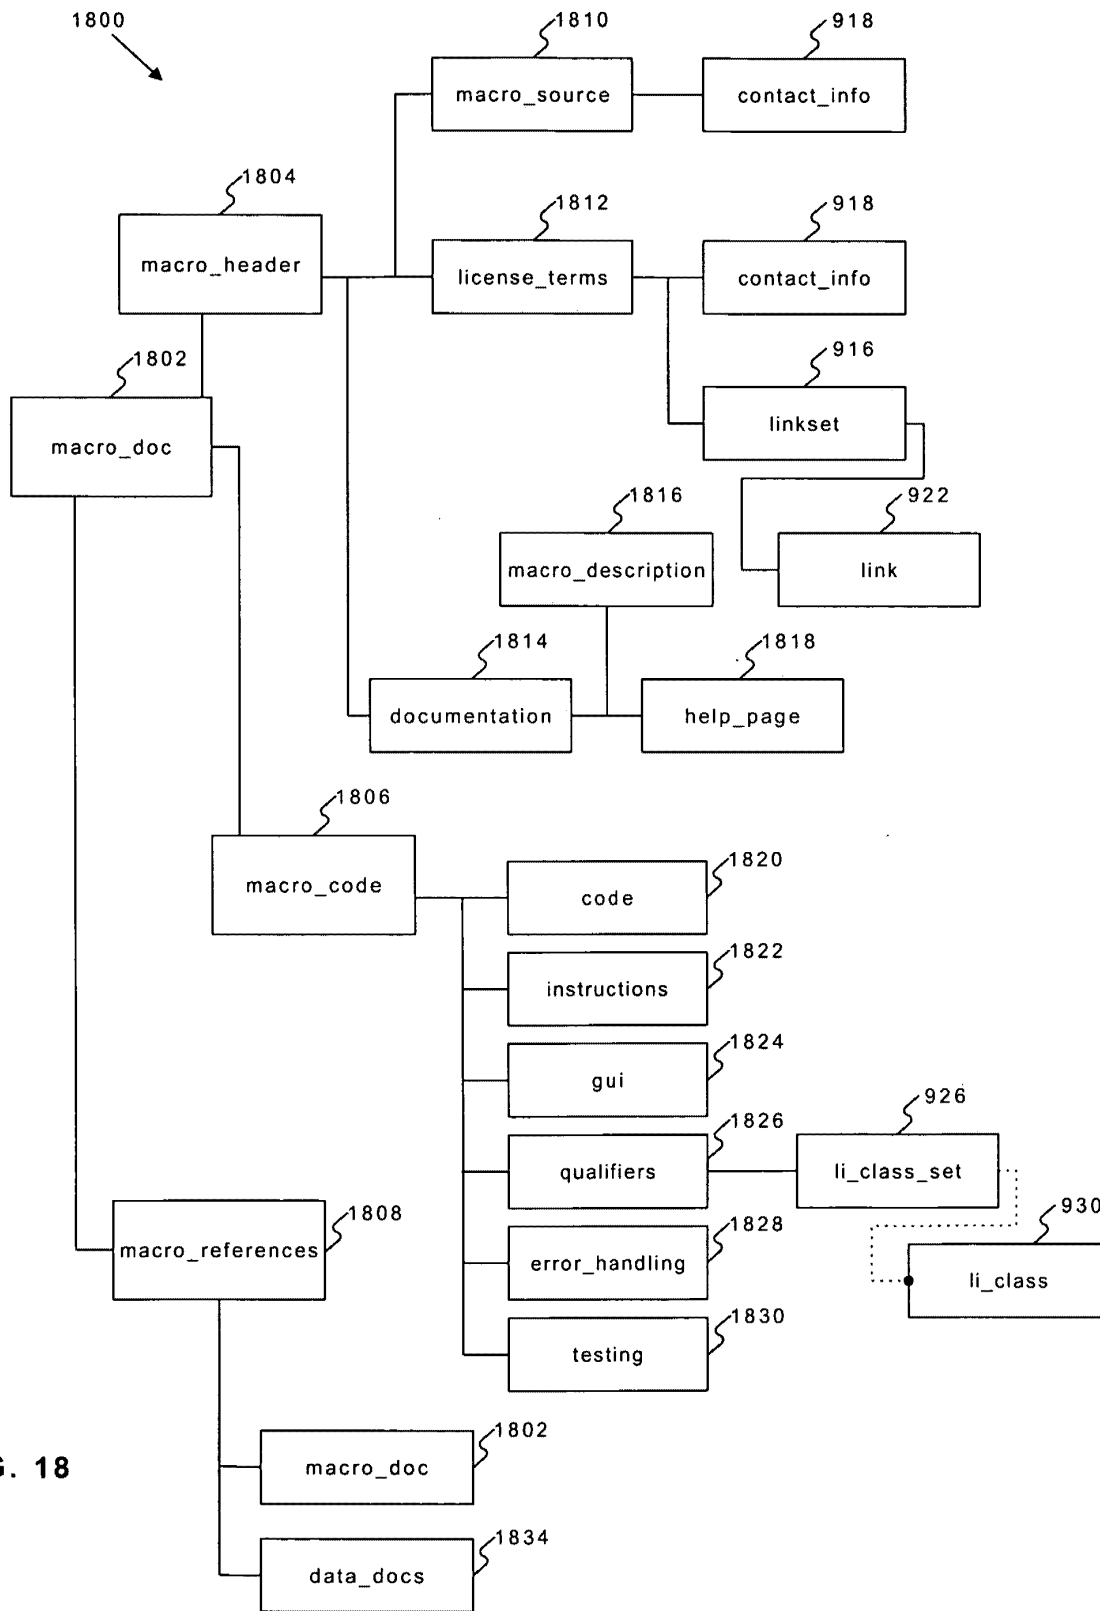 1800
1810
918
macro_source
contact_info
1804
1812
918
macro_header
license_terms
contact_info
1802
916
macro_doc
linkset
1816
922
macro_description
link
1814
1818
documentation
help_page
1806
macro_code
1820
code
1822
instructions
1824
gui
1826
926
qualifiers
li_class_set
1808
macro_references
1828
930
error_handling
li_class
1830
testing
1802
macro_doc
G. 18
1834
data_docs